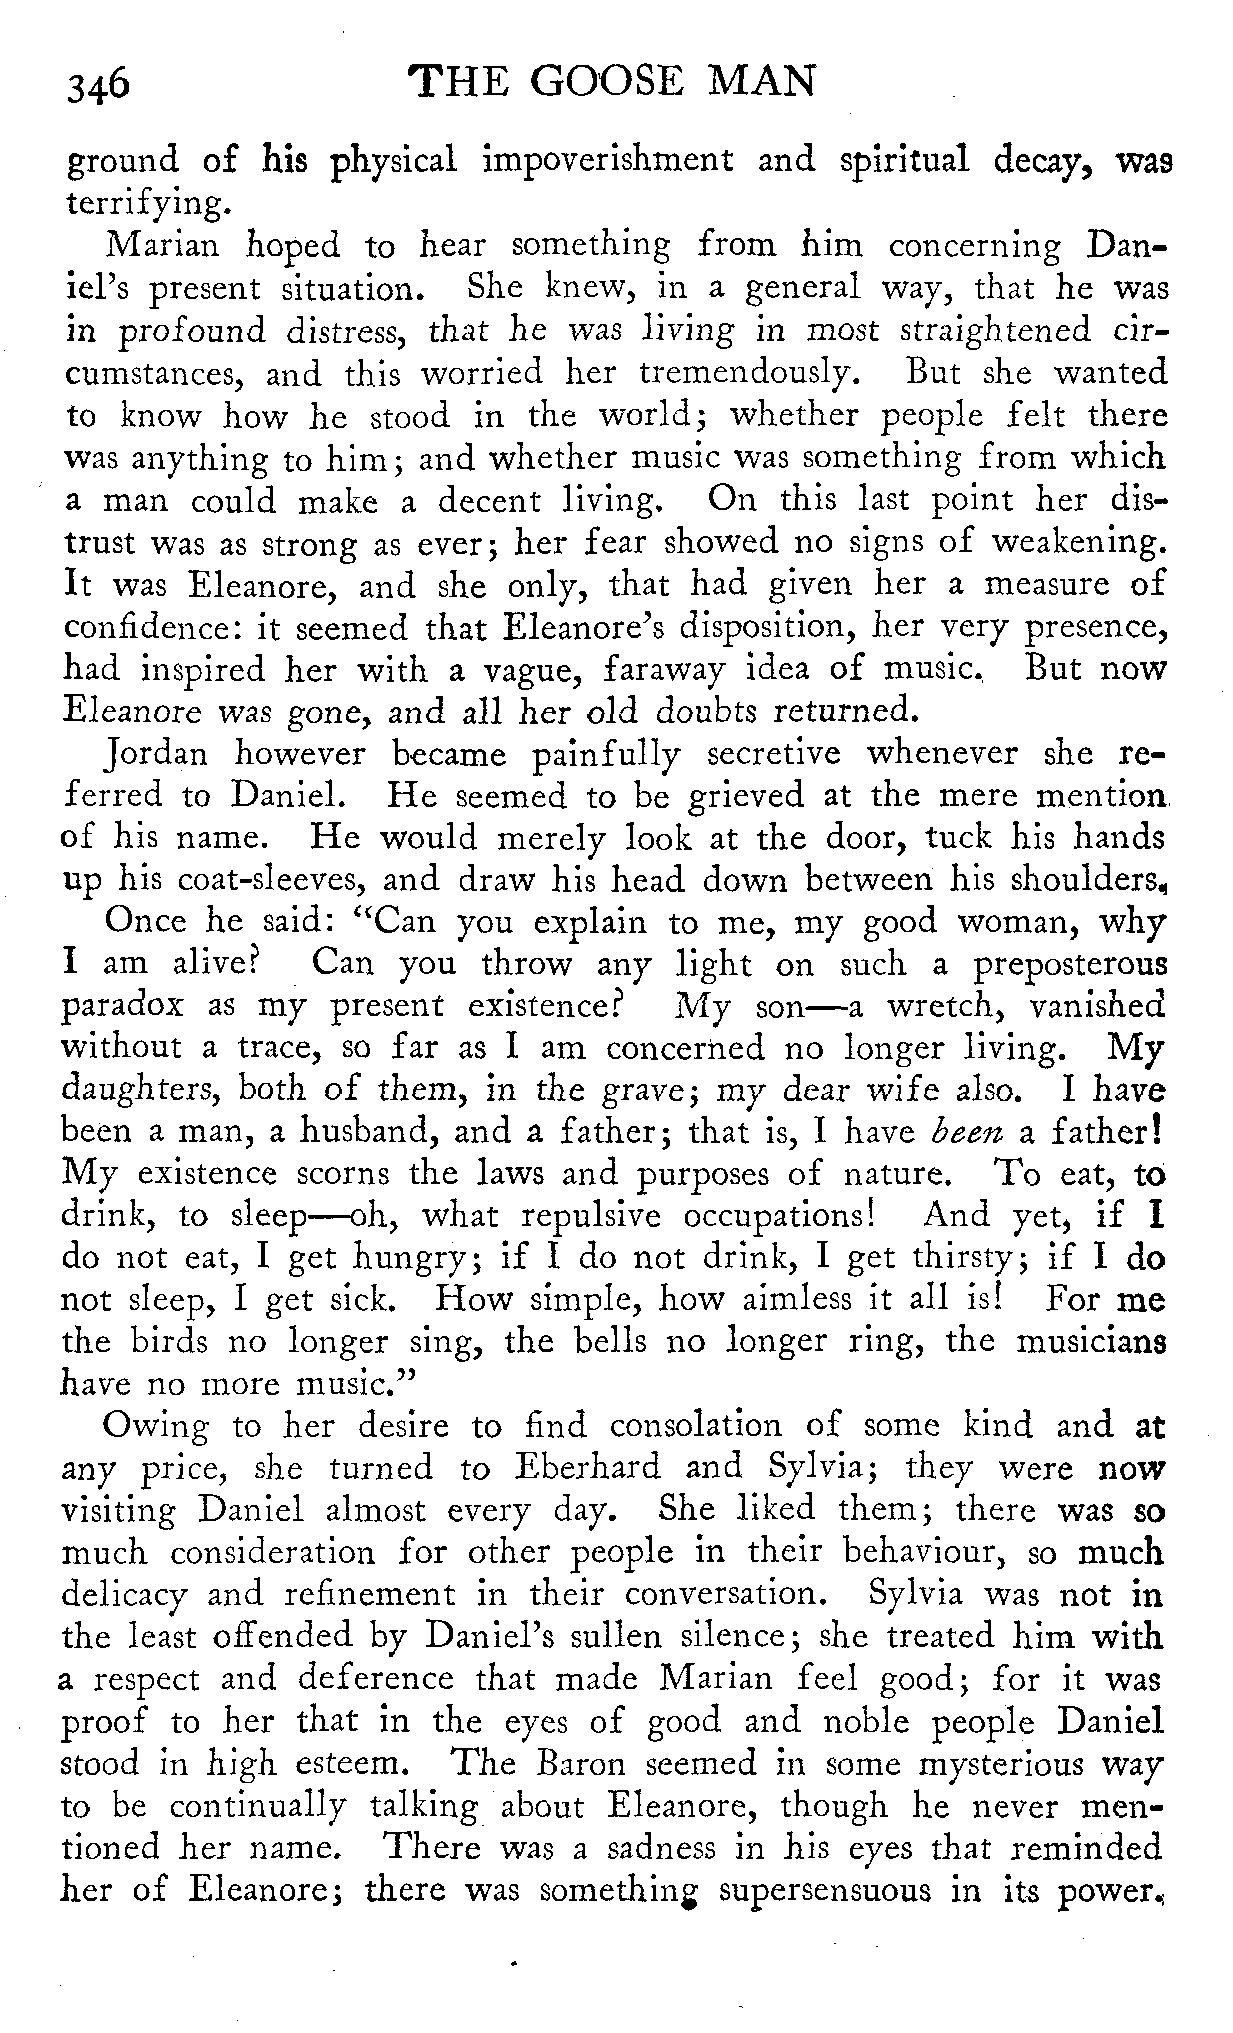 346 THE GOOSE MAN
ground of his physical impoverishment and spiritual decay, was
terrifying.
Marian hoped to hear something from him concerning Dan-
iel's present situation. She knew, in a general way, that he was
in profound distress, that he was living in most straightened cir-
cumstances, and this worried her tremendously. But she wanted
to know how he stood in the world; whether people felt there
was anything to him; and whether music was something from which
a man could make a decent living. On this last point her dis-
trust was as strong as ever; her fear showed no signs of weakening.
It was Eleanore, and she only, that had given her a measure of
confidence: it seemed that Eleanore's disposition, her very presence,
had inspired her with a vague, faraway idea of music. But now
Eleanore was gone, and all her old doubts returned.
Jordan however became painfully secretive whenever she re-
ferred to Daniel. He seemed to be grieved at the mere mention
of his name. He would merely look at the door, tuck his hands
up his coat-sleeves, and draw his head down between his shoulders.
Once he said: "Can you explain to me, my good woman, why
I am alive? Can you throw any light on such a preposterous
paradox as my present existence? My son—a wretch, vanished
without a trace, so far as I am concerned no longer living. My
daughters, both of them, in the grave; my dear wife also. I have
been a man, a husband, and a father; that is, I have been a father!
My existence scorns the laws and purposes of nature. To eat, to
drink, to sleep—oh, what repulsive occupations! And yet, if I
do not eat, I get hungry; if I do not drink, I get thirsty; if I do
not sleep, I get sick. How simple, how aimless it all is! For me
the birds no longer sing, the bells no longer ring, the musicians
have no more music."
Owing to her desire to find consolation of some kind and at
any price, she turned to Eberhard and Sylvia; they were now
visiting Daniel almost every day. She liked them; there was so
much consideration for other people in their behaviour, so much
delicacy and refinement in their conversation. Sylvia was not in
the least offended by Daniel's sullen silence; she treated him with
a respect and deference that made Marian feel good; for it was
proof to her that in the eyes of good and noble people Daniel
stood in high esteem. The Baron seemed in some mysterious way
to be continually talking about Eleanore, though he never men-
tioned her name. There was a sadness in his eyes that reminded
her of Eleanore; there was something supersensuous in its power.